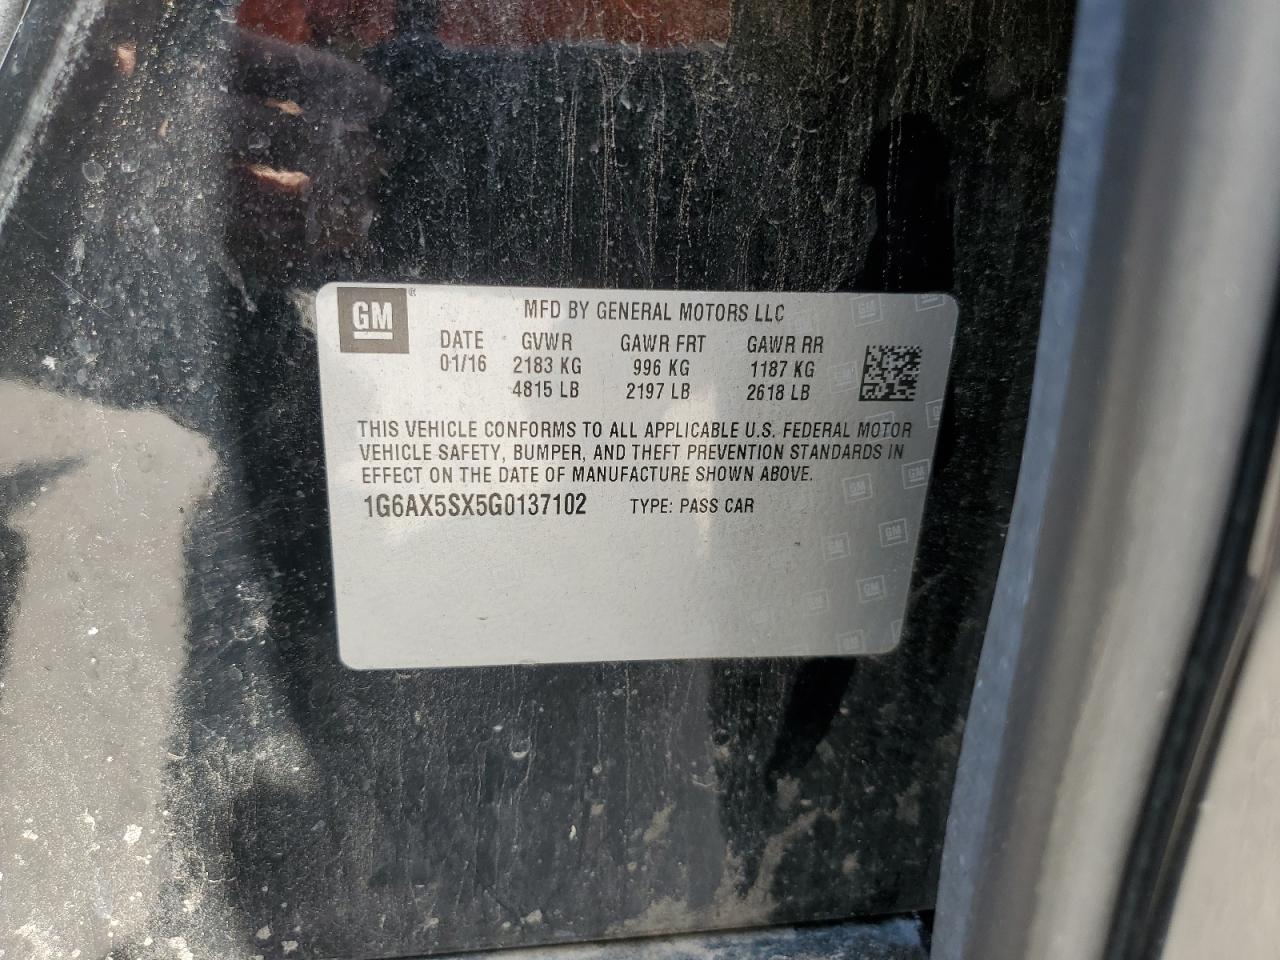 GM®
MFD BY GENERAL MOTORS LLC
DATE GVWR GAWR FRT GAWR RR
01/16 2183 KG 996 KG 1187 KG
4815 LB 2197 LB 2618 LB
THIS VEHICLE CONFORMS TO ALL APPLICABLE U.S. FEDERAL MOTOR
VEHICLE SAFETY, BUMPER, AND THEFT PREVENTION STANDARDS IN
EFFECT ON THE DATE OF MANUFACTURE SHOWN ABOVE.
1G6AX5SX5G0137102 TYPE: PASS CAR